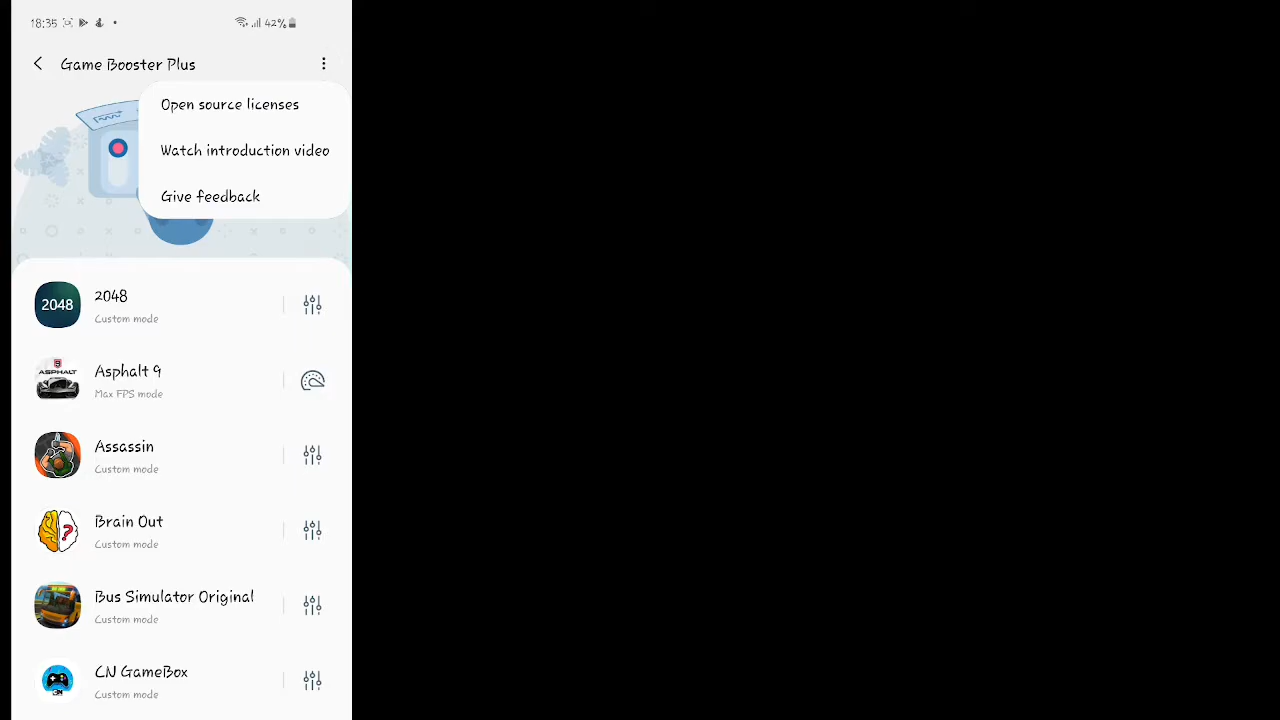 18:35
42%
Game Booster Plus
Open source licenses
Watch introduction video
Give feedback
2048
2048
Custom mode
ASPHALT
Asphalt 9
Max FPS mode
Assassin
Custom mode
?
Brain Out
Custom mode
Bus Simulator Original
Custom mode
CN
CN GameBox
Custom mode